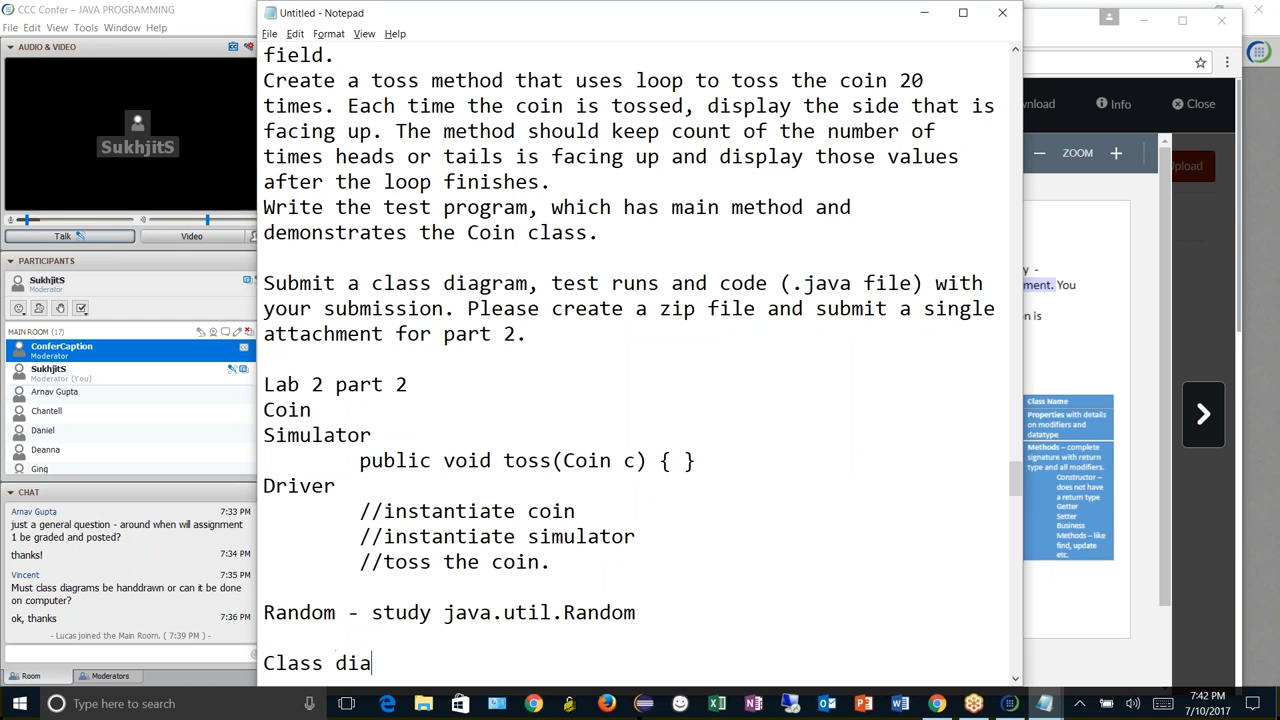 CCC Confer – JAVA PROGRAMMING
File Edit View Tools Window Help
AUDIO & VIDEO
SukhjitS
Talk
Video
PARTICIPANTS
SukhjitS
Moderator
MAIN ROOM (17)
ConferCaption
Moderator
SukhjitS
Moderator (You)
Arnav Gupta
Chantell
Daniel
Deanna
Ging
CHAT
Arnav Gupta 7:33 PM
just a general question - around when wil assignment
1 be graded and posted?
thanks! 7:34 PM
Vincent 7:35 PM
Must class diagrams be handdrawn or can it be done
on computer?
ok, thanks 7:36 PM
- Lucas joined the Main Room. ( 7:39 PM ) -
Room
Moderators
Untitled - Notepad
File Edit Format View Help
field.
Create a toss method that uses loop to toss the coin 20
times. Each time the coin is tossed, display the side that is
facing up. The method should keep count of the number of
times heads or tails is facing up and display those values
after the loop finishes.
Write the test program, which has main method and
demonstrates the Coin class.
Submit a class diagram, test runs and code (.java file) with
your submission. Please create a zip file and submit a single
attachment for part 2.
Lab 2 part 2
Coin
Simulator
public void toss(Coin c) { }
Driver
//instantiate coin
//instantiate simulator
//toss the coin.
Random - study java.util.Random
Class dia
Info
Close
ZOOM
ment. You
Class Name
Properties with details
on modifiers and
datatype
Methods – complete
signature with return
type and all modifiers.
Constructor –
does not have
a return type
Getter
Setter
Business
Methods – like
find, update
etc.
Type here to search
7:42 PM
7/10/2017